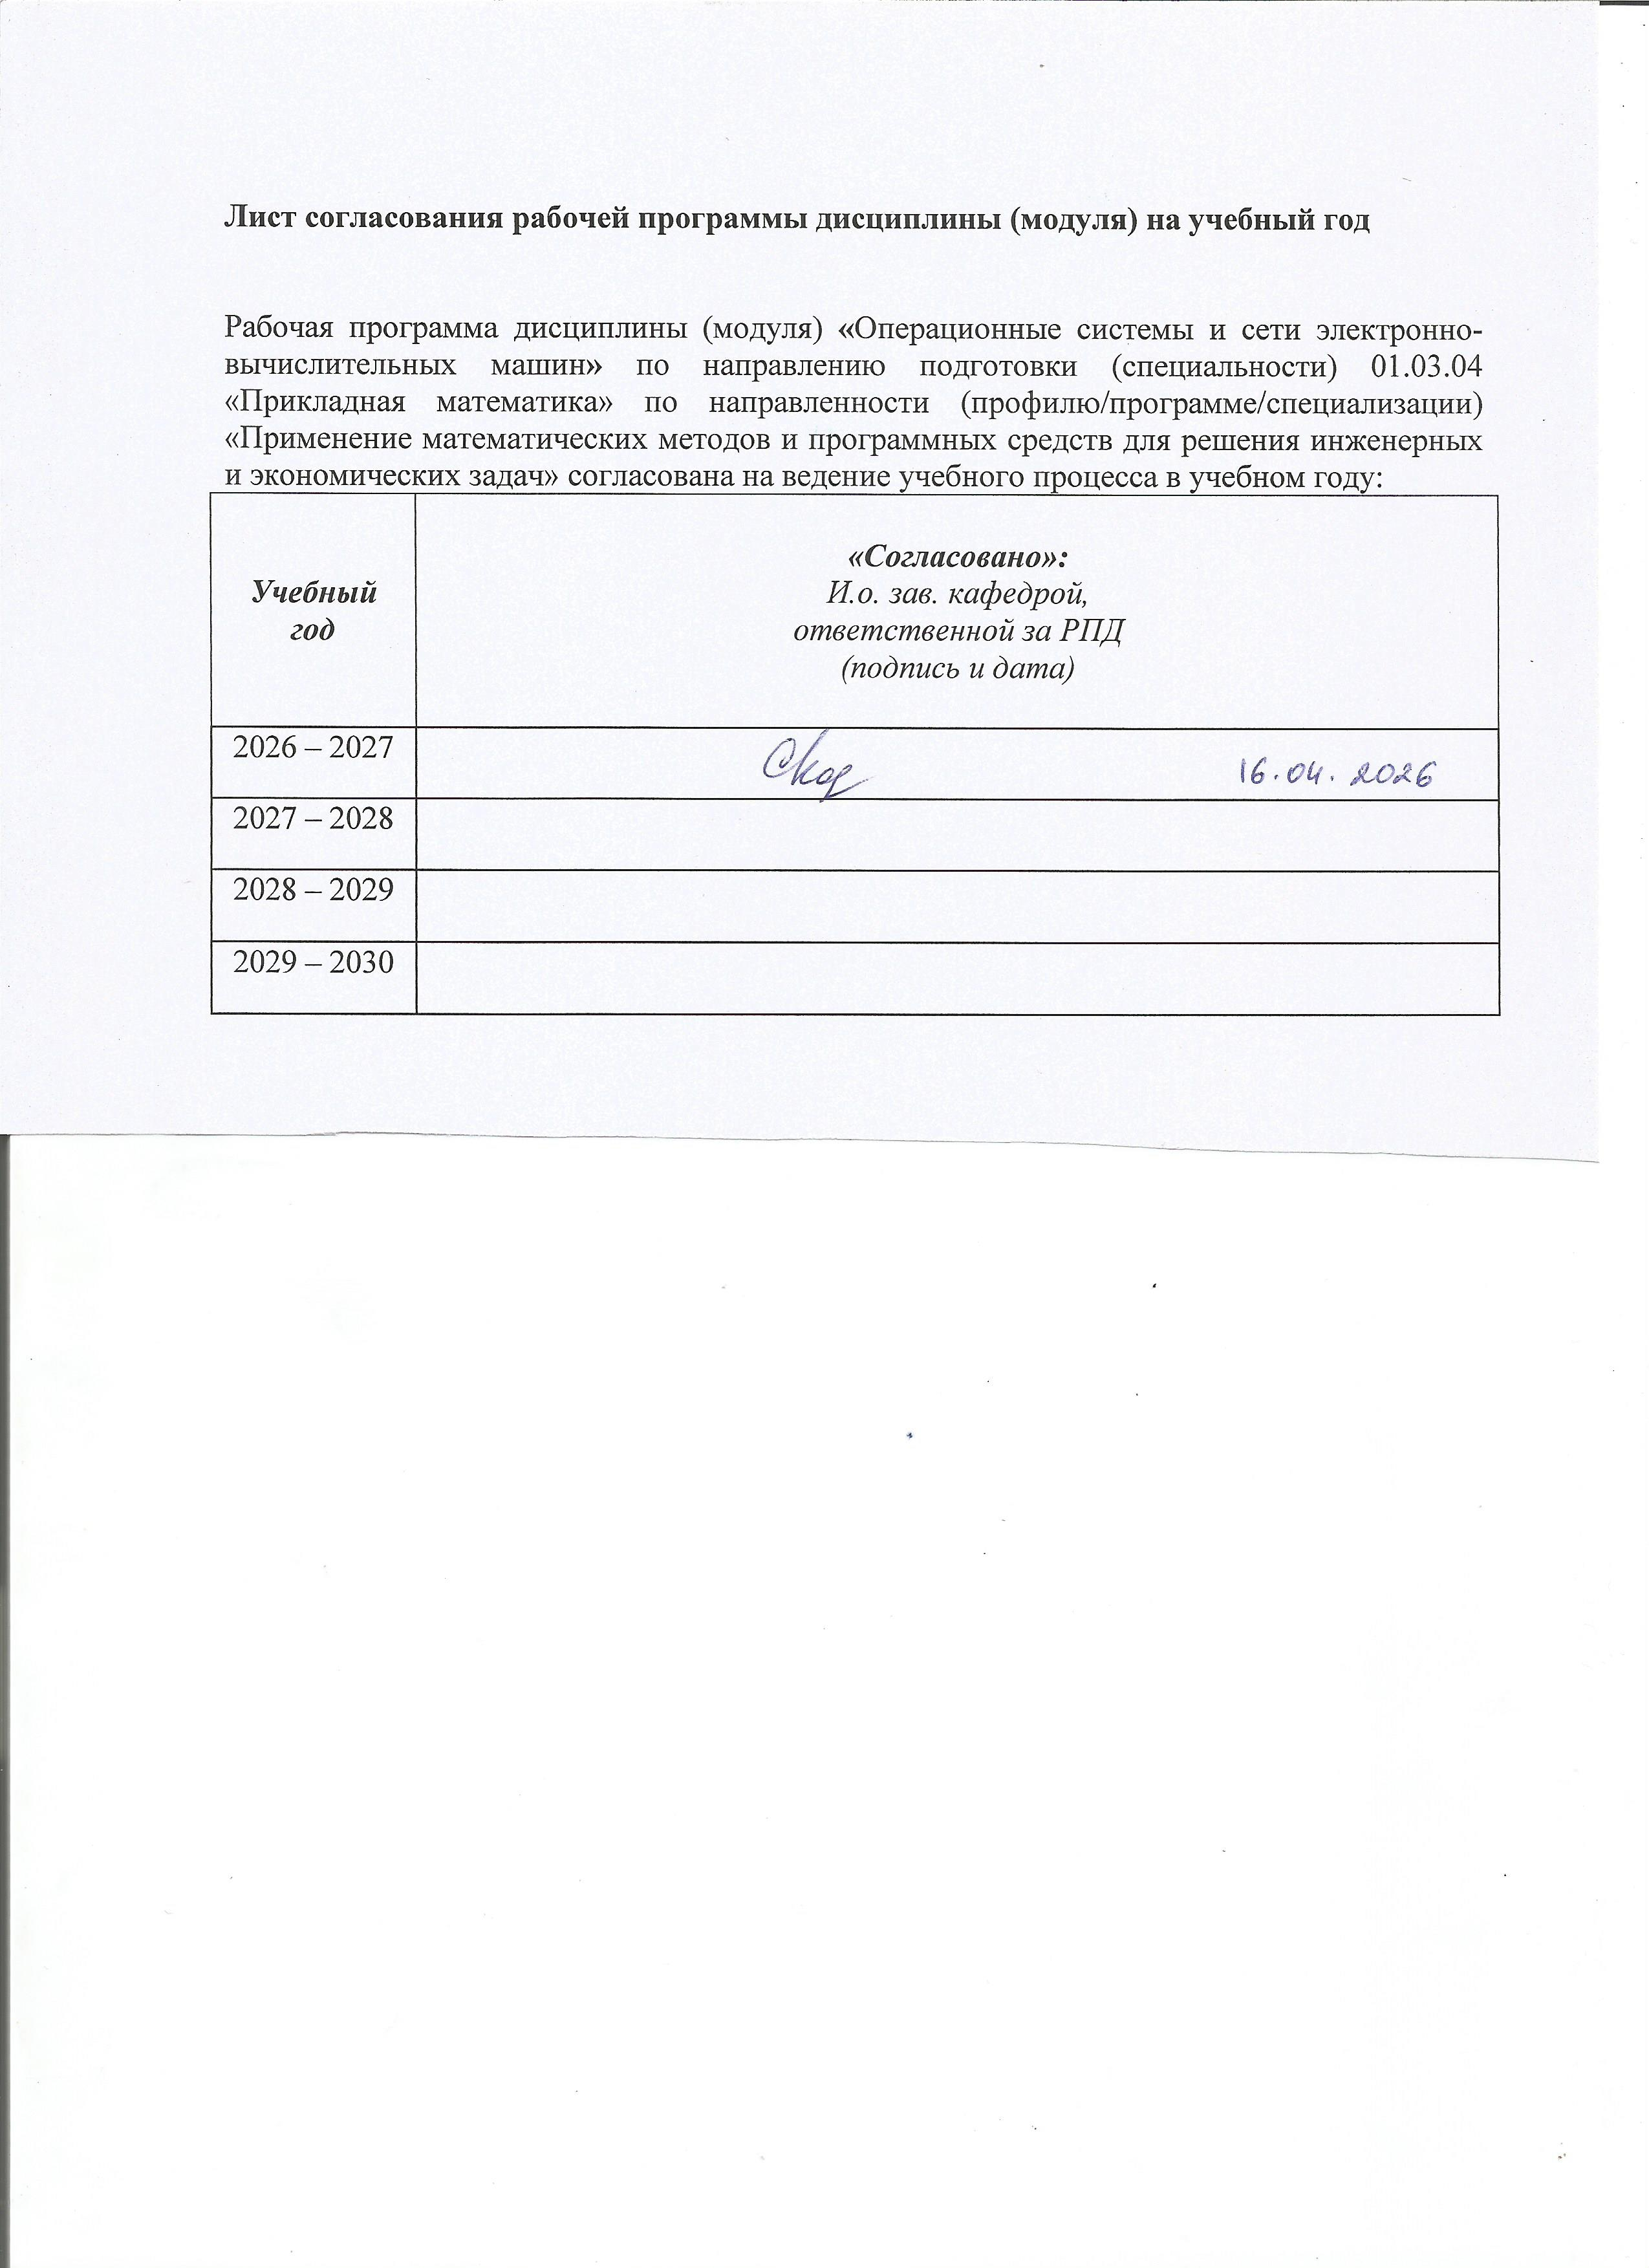 Лист согласования рабочей программы дисциплины (модуля) на учебный год
Рабочая программа дисциплины (модуля) «Операционные системы и сети электронно-
вычислительных машин» по направлению подготовки (специальности) 01.03.04
«Прикладная математика» по направленности (профилю/программе/специализации)
«Применение математических методов и программных средств для решения инженерных
и экономических задач» согласована на ведение учебного процесса в учебном году:
Учебный
год
«Согласовано»:
И.о. зав. кафедрой,
ответственной за РПД
(подпись и дата)
2026 – 2027
16.04.2026
2027 – 2028
2028 – 2029
2029 – 2030